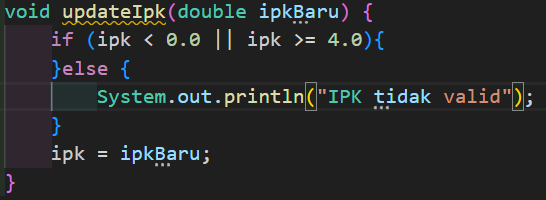 void updateIpk(double ipkBaru) {
    if (ipk < 0.0 || ipk >= 4.0){
    }else {
        System.out.println("IPK tidak valid");
    }
    ipk = ipkBaru;
}